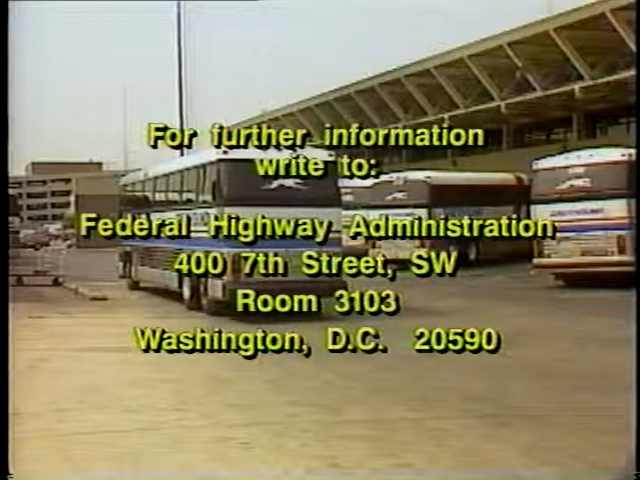 For further information
write to:
Federal Highway Administration
400 7th Street, SW
Room 3103
Washington, D.C. 20590